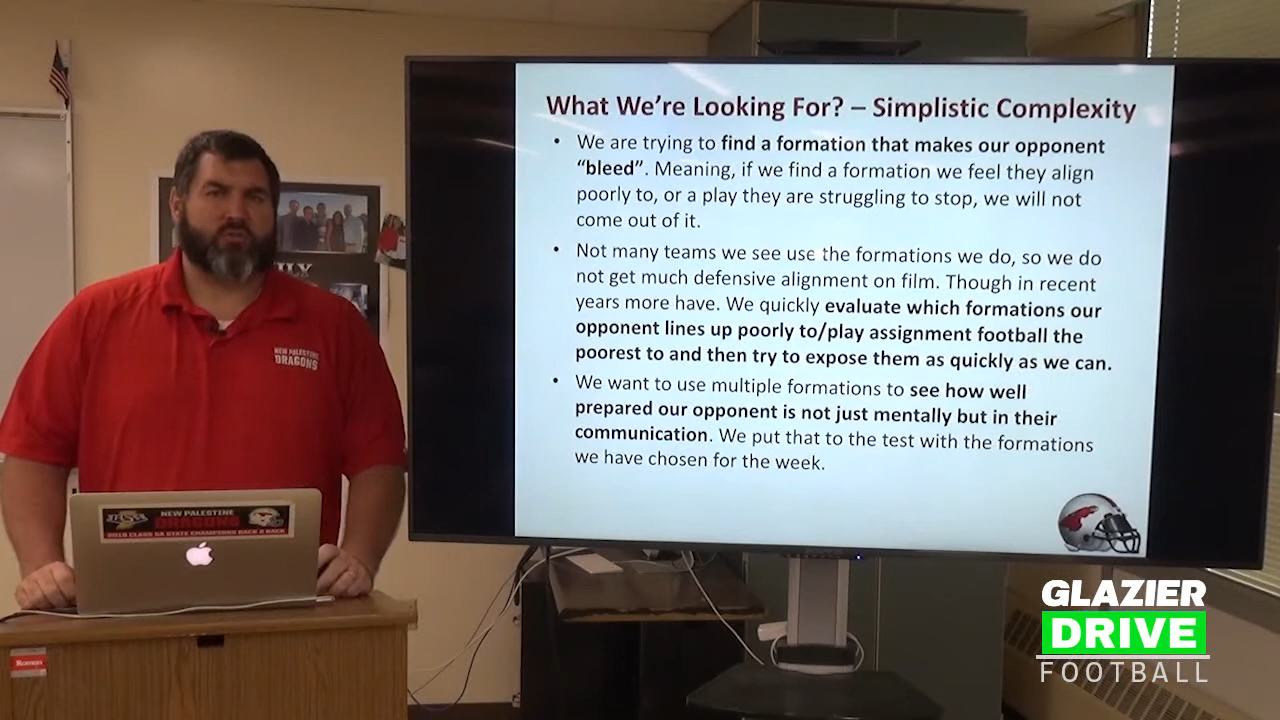 What We're Looking For? – Simplistic Complexity
• We are trying to find a formation that makes our opponent
"bleed". Meaning, if we find a formation we feel they align
poorly to, or a play they are struggling to stop, we will not
come out of it.
• Not many teams we see use the formations we do, so we do
not get much defensive alignment on film. Though in recent
years more have. We quickly evaluate which formations our
opponent lines up poorly to/play assignment football the
poorest to and then try to expose them as quickly as we can.
• We want to use multiple formations to see how well
prepared our opponent is not just mentally but in their
communication. We put that to the test with the formations
we have chosen for the week.
NEW PALESTINE
DRAGONS
NEW PALESTINE
DRAGONS
STATE CHAMPIONS BACK 2 BACK
GLAZIER
DRIVE
FOOTBALL